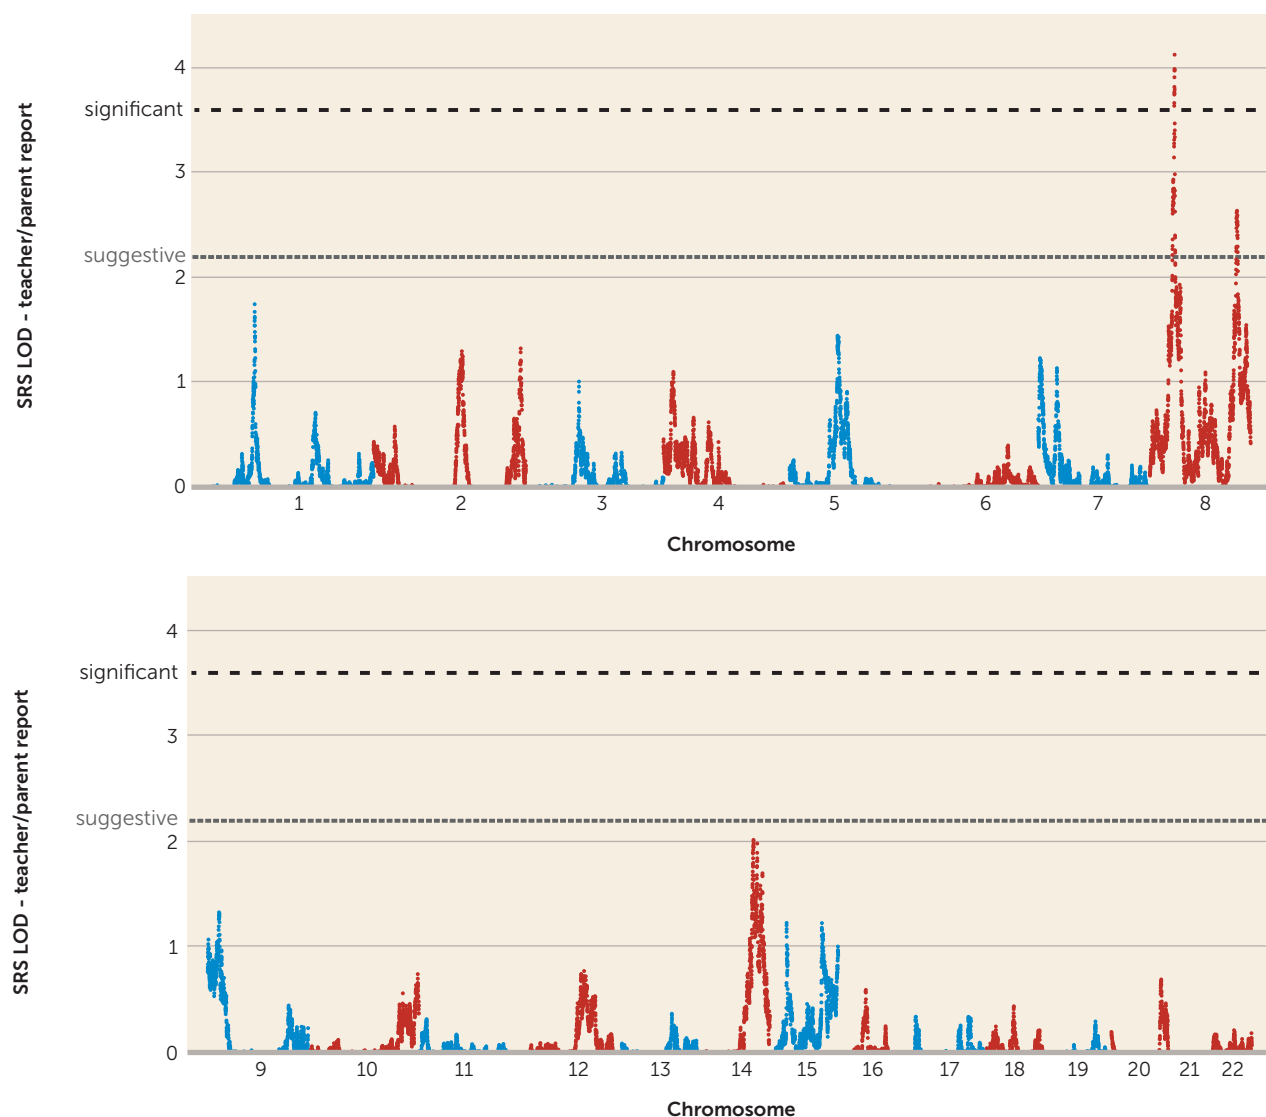 SRS LOD - teacher/parent report
4
significant
3
suggestive
2
1
0
1 2 3 4 5 6 7 8
Chromosome
SRS LOD - teacher/parent report
4
significant
3
suggestive
2
1
0
9 10 11 12 13 14 15 16 17 18 19 20 21 22
Chromosome